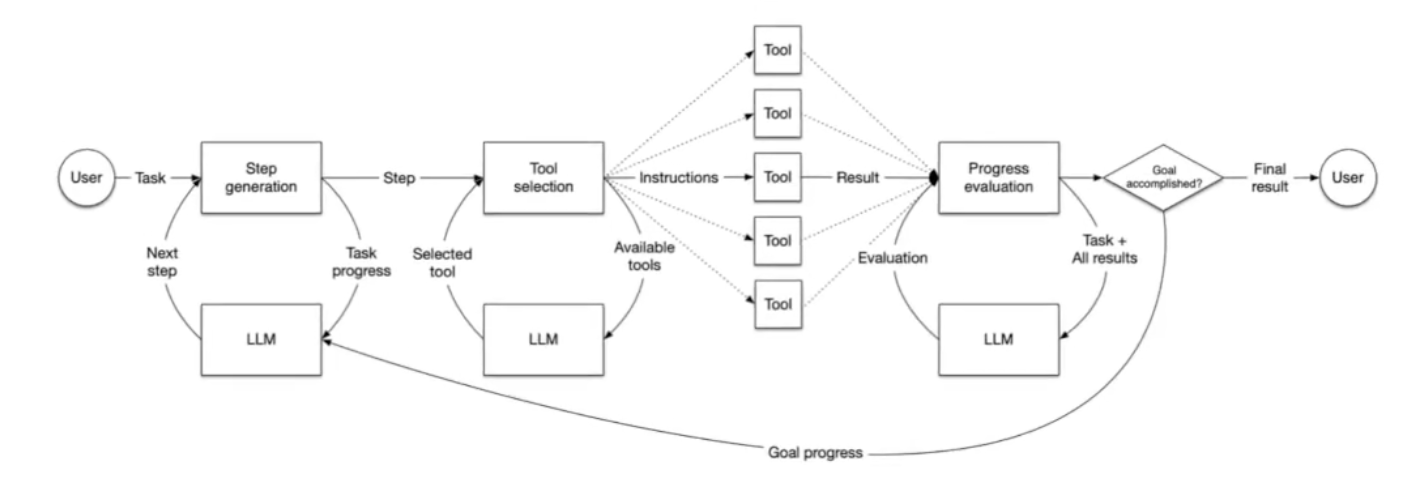 Tool
Tool
Step
generation
Tool
selection
Progress
evaluation
Goal
accomplished?
Final
result
User
Task
Step
Instructions
Tool
Result
User
Next
step
Task
progress
Selected
tool
Available
tools
Tool
Evaluation
Task +
All results
Tool
LLM
LLM
LLM
Goal progress